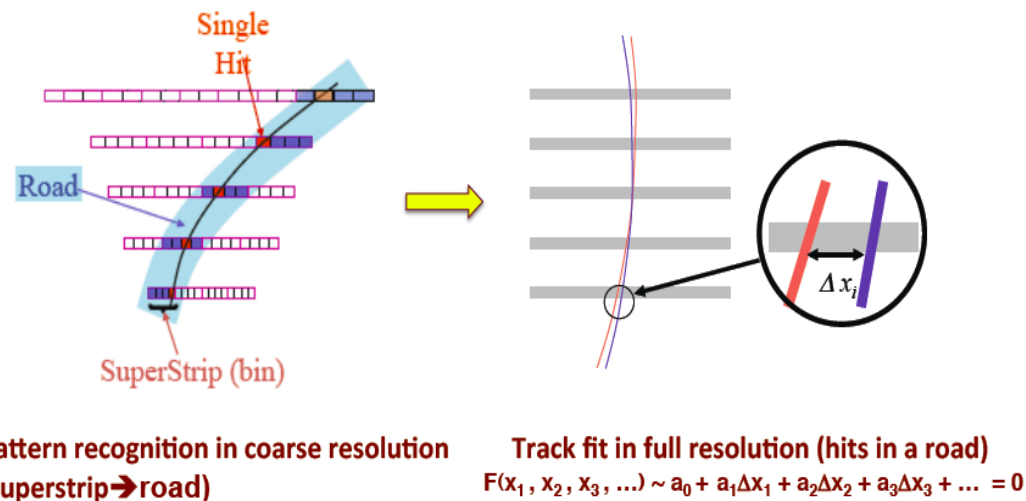 Single
Hit
Road
SuperStrip (bin)
Δxᵢ
attern recognition in coarse resolution
uperstrip➔road)
Track fit in full resolution (hits in a road)
F(x₁, x₂, x₃, ...) ~ a₀ + a₁Δx₁ + a₂Δx₂ + a₃Δx₃ + ... = 0